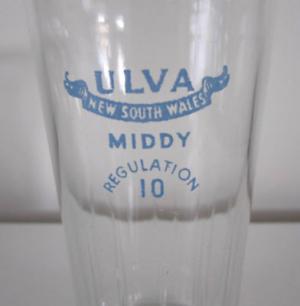 ULVA
NEW SOUTH WALES
MIDDY
REGULATION
10